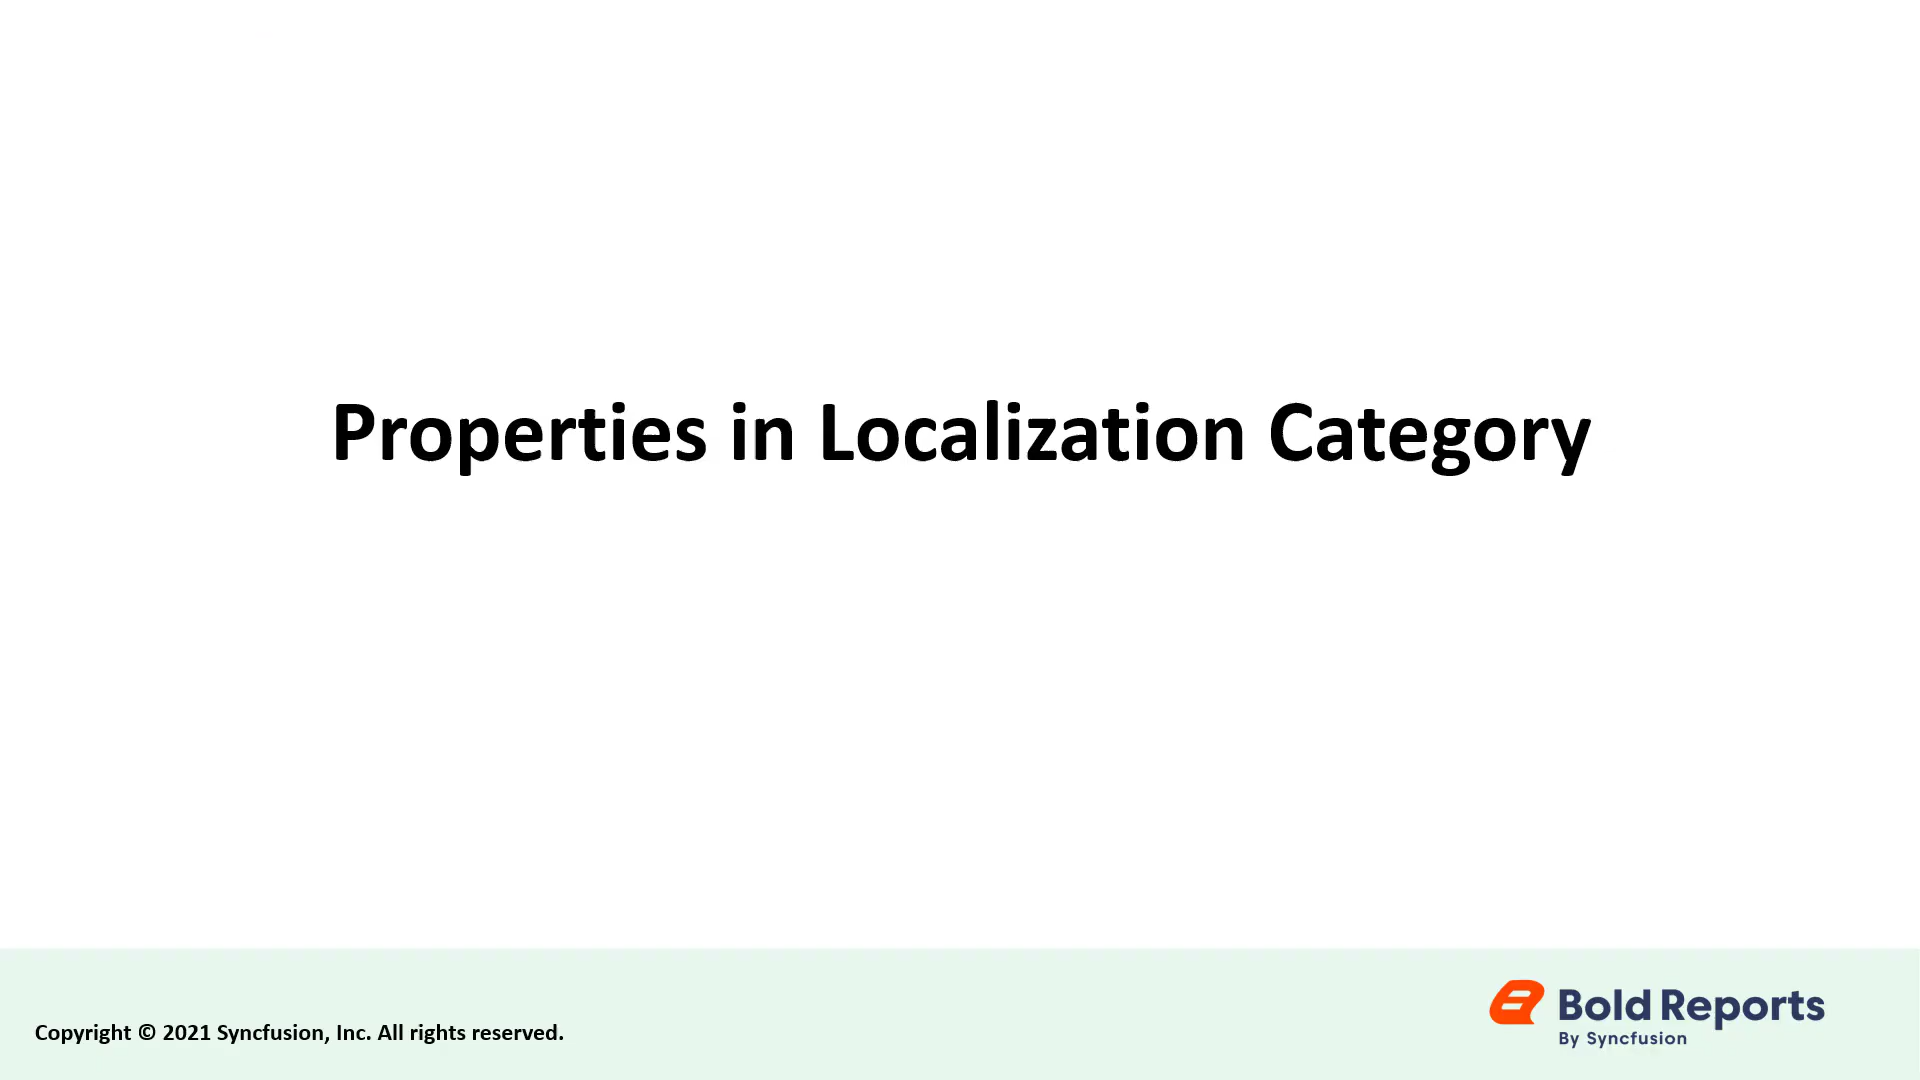 Properties in Localization Category
Copyright © 2021 Syncfusion, Inc. All rights reserved.
Bold Reports
By Syncfusion